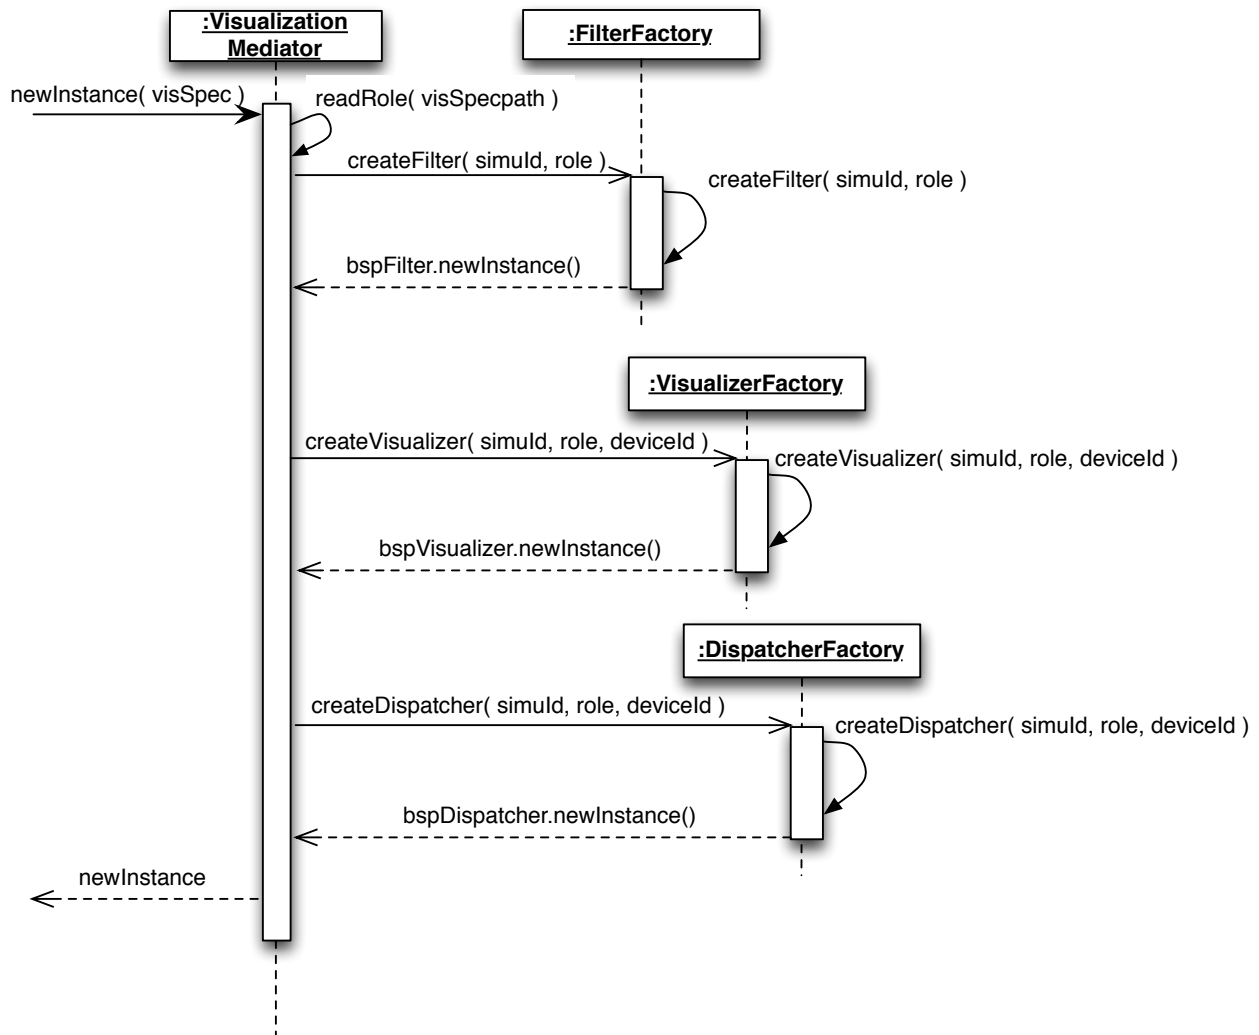 :Visualization
Mediator
:FilterFactory
newInstance( visSpec )
readRole( visSpecpath )
createFilter( simuId, role )
createFilter( simuId, role )
bspFilter.newInstance()
:VisualizerFactory
createVisualizer( simuId, role, deviceId )
createVisualizer( simuId, role, deviceId )
bspVisualizer.newInstance()
:DispatcherFactory
createDispatcher( simuId, role, deviceId )
createDispatcher( simuId, role, deviceId )
bspDispatcher.newInstance()
newInstance